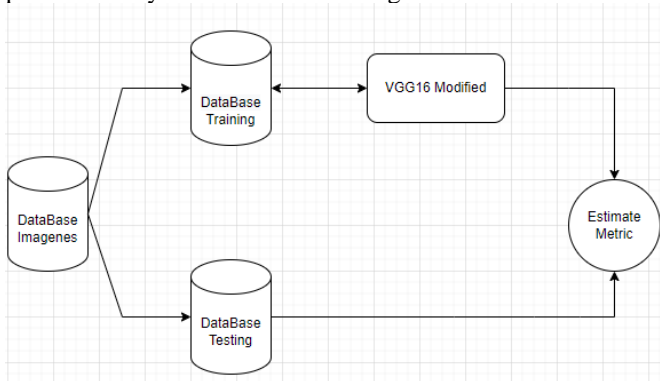 DataBase
Training
VGG16 Modified
DataBase
Imagenes
Estimate
Metric
DataBase
Testing